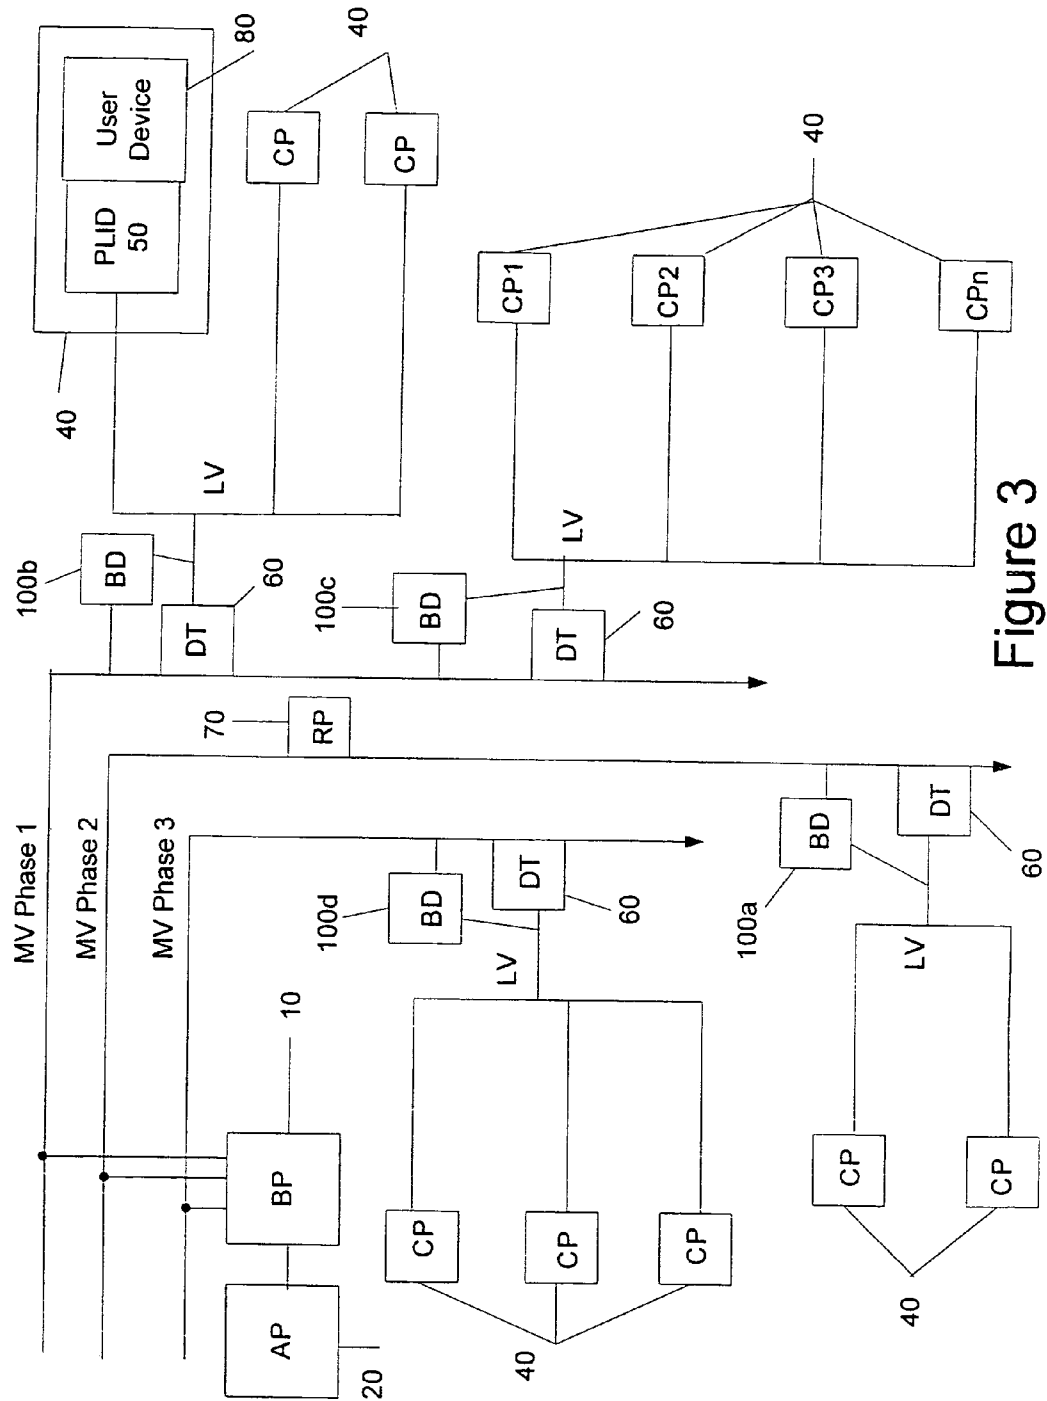 MV Phase 1
100b
MV Phase 2
40
BD
PLID
50
User
Device
MV Phase 3
DT
LV
80
70
60
10
AP
BP
CP
RP
100d
100c
40
20
CP
CP
BD
BD
LV
DT
CP1
40
CP
DT
LV
60
60
CP2
CP
100a
40
BD
CP3
CP
40
LV
DT
CPn
CP
60
Figure 3